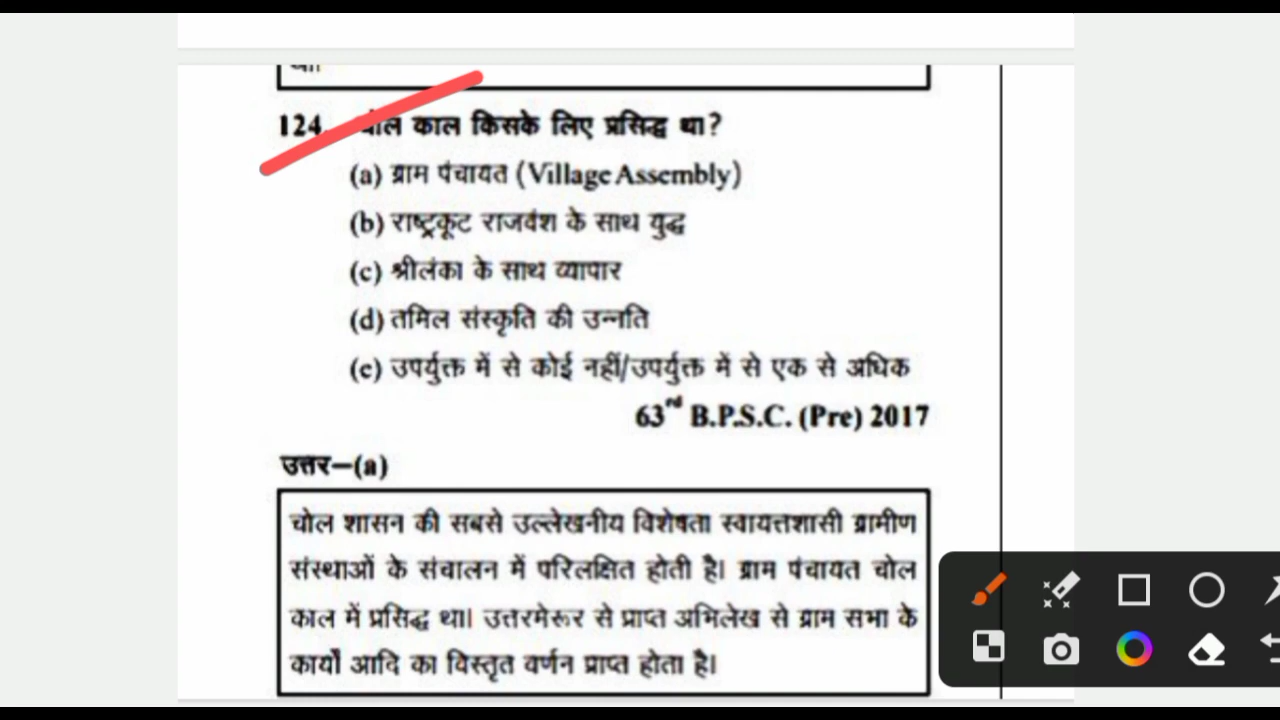 124. चोल काल किसके लिए प्रसिद्ध था?
(a) ग्राम पंचायत (Village Assembly)
(b) राष्ट्रकूट राजवंश के साथ युद्ध
(c) श्रीलंका के साथ व्यापार
(d) तमिल संस्कृति की उन्नति
(e) उपर्युक्त में से कोई नहीं/उपर्युक्त में से एक से अधिक
63rd B.P.S.C. (Pre) 2017
उत्तर–(a)
चोल शासन की सबसे उल्लेखनीय विशेषता स्वायत्तशासी ग्रामीण
संस्थाओं के संचालन में परिलक्षित होती है। ग्राम पंचायत चोल
काल में प्रसिद्ध था। उत्तरमेरूर से प्राप्त अभिलेख से ग्राम सभा के
कार्यों आदि का विस्तृत वर्णन प्राप्त होता है।